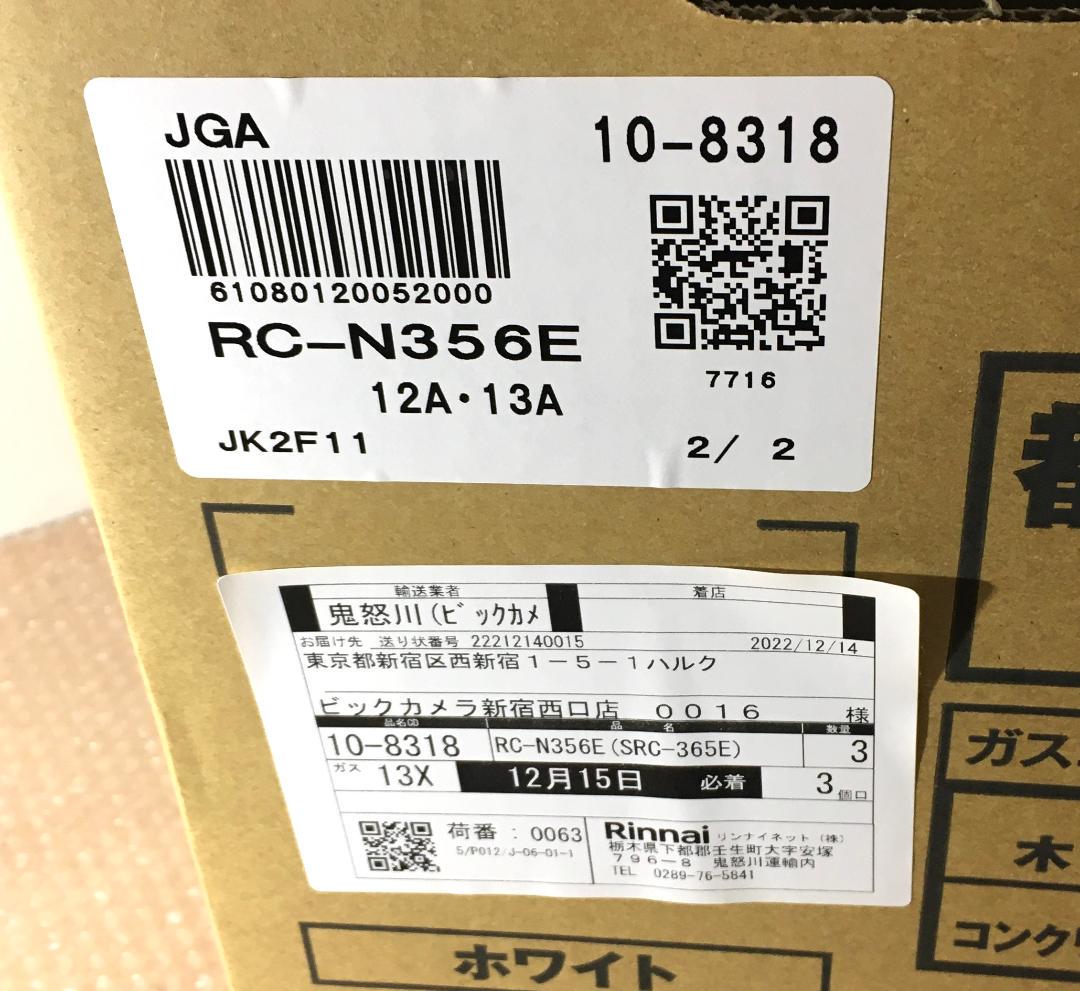 JGA
10-8318
61080120052000
RC-N356E
7716
12A・13A
JK2F11
2/ 2
輸送業者
着店
鬼怒川(ビックカメ
お届け先 送り状番号 22212140015
2022/12/14
東京都新宿区西新宿1-5-1ハルク
ビックカメラ新宿西口店 0016 様
品名CD
品 名
数量
10-8318
RC-N356E(SRC-365E)
3
ガス
13X
12月15日 必着
3個口
荷番:0063
5/P012/J-06-01-1
Rinnai リンナイネット(株)
栃木県下都郡壬生町大字安塚
796-8 鬼怒川運輸内
TEL 0289-76-5841
ガス
木
コンク
ホワイト